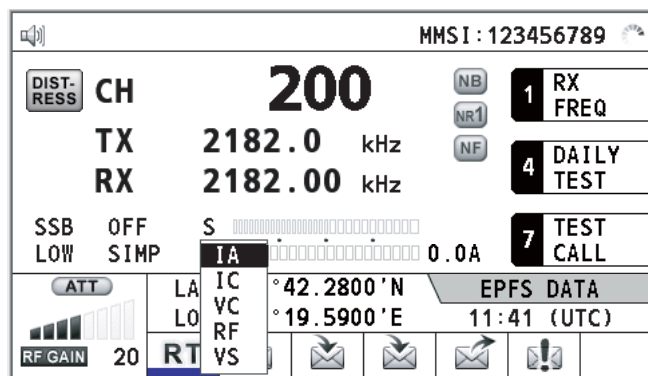 MMSI:123456789
DIST-
RESS
CH 200
NB
1 RX
FREQ
NR1
TX 2182.0 kHz
NF
4 DAILY
TEST
RX 2182.00 kHz
SSB OFF S
LOW SIMP
0.0A
7 TEST
CALL
IA
IC
VC
RF
VS
ATT
LA °42.2800'N
LO °19.5900'E
EPFS DATA
11:41 (UTC)
RF GAIN 20
RT